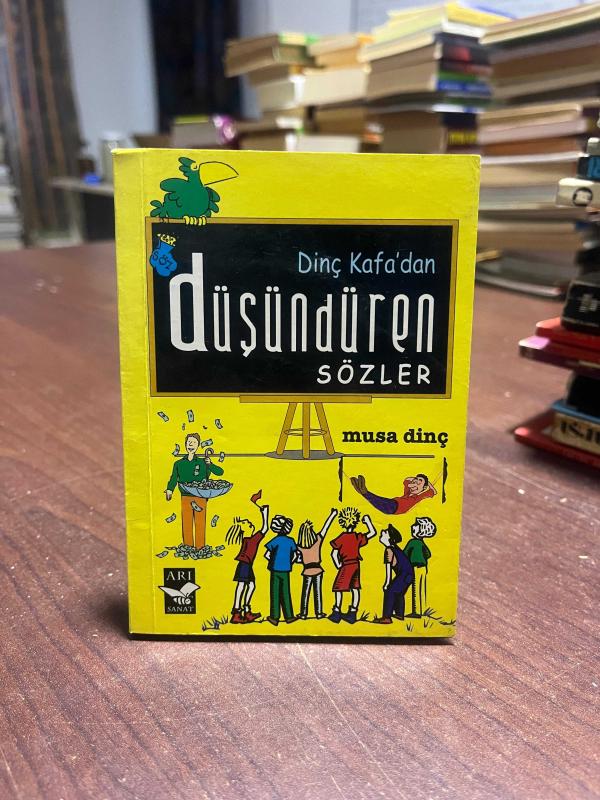 Dinç Kafa'dan
düşündüren
SÖZLER
musa dinç
ARI
SANAT